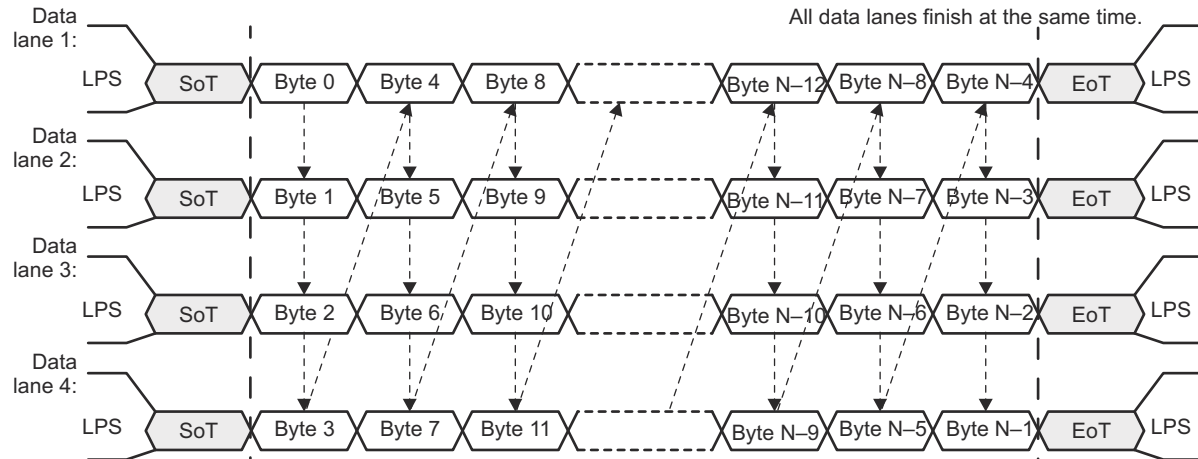 Data
lane 1:
All data lanes finish at the same time.
LPS SoT Byte 0 Byte 4 Byte 8 Byte N–12 Byte N–8 Byte N–4 EoT LPS
Data
lane 2:
LPS SoT Byte 1 Byte 5 Byte 9 Byte N–11 Byte N–7 Byte N–3 EoT LPS
Data
lane 3:
LPS SoT Byte 2 Byte 6 Byte 10 Byte N–10 Byte N–6 Byte N–2 EoT LPS
Data
lane 4:
LPS SoT Byte 3 Byte 7 Byte 11 Byte N–9 Byte N–5 Byte N–1 EoT LPS